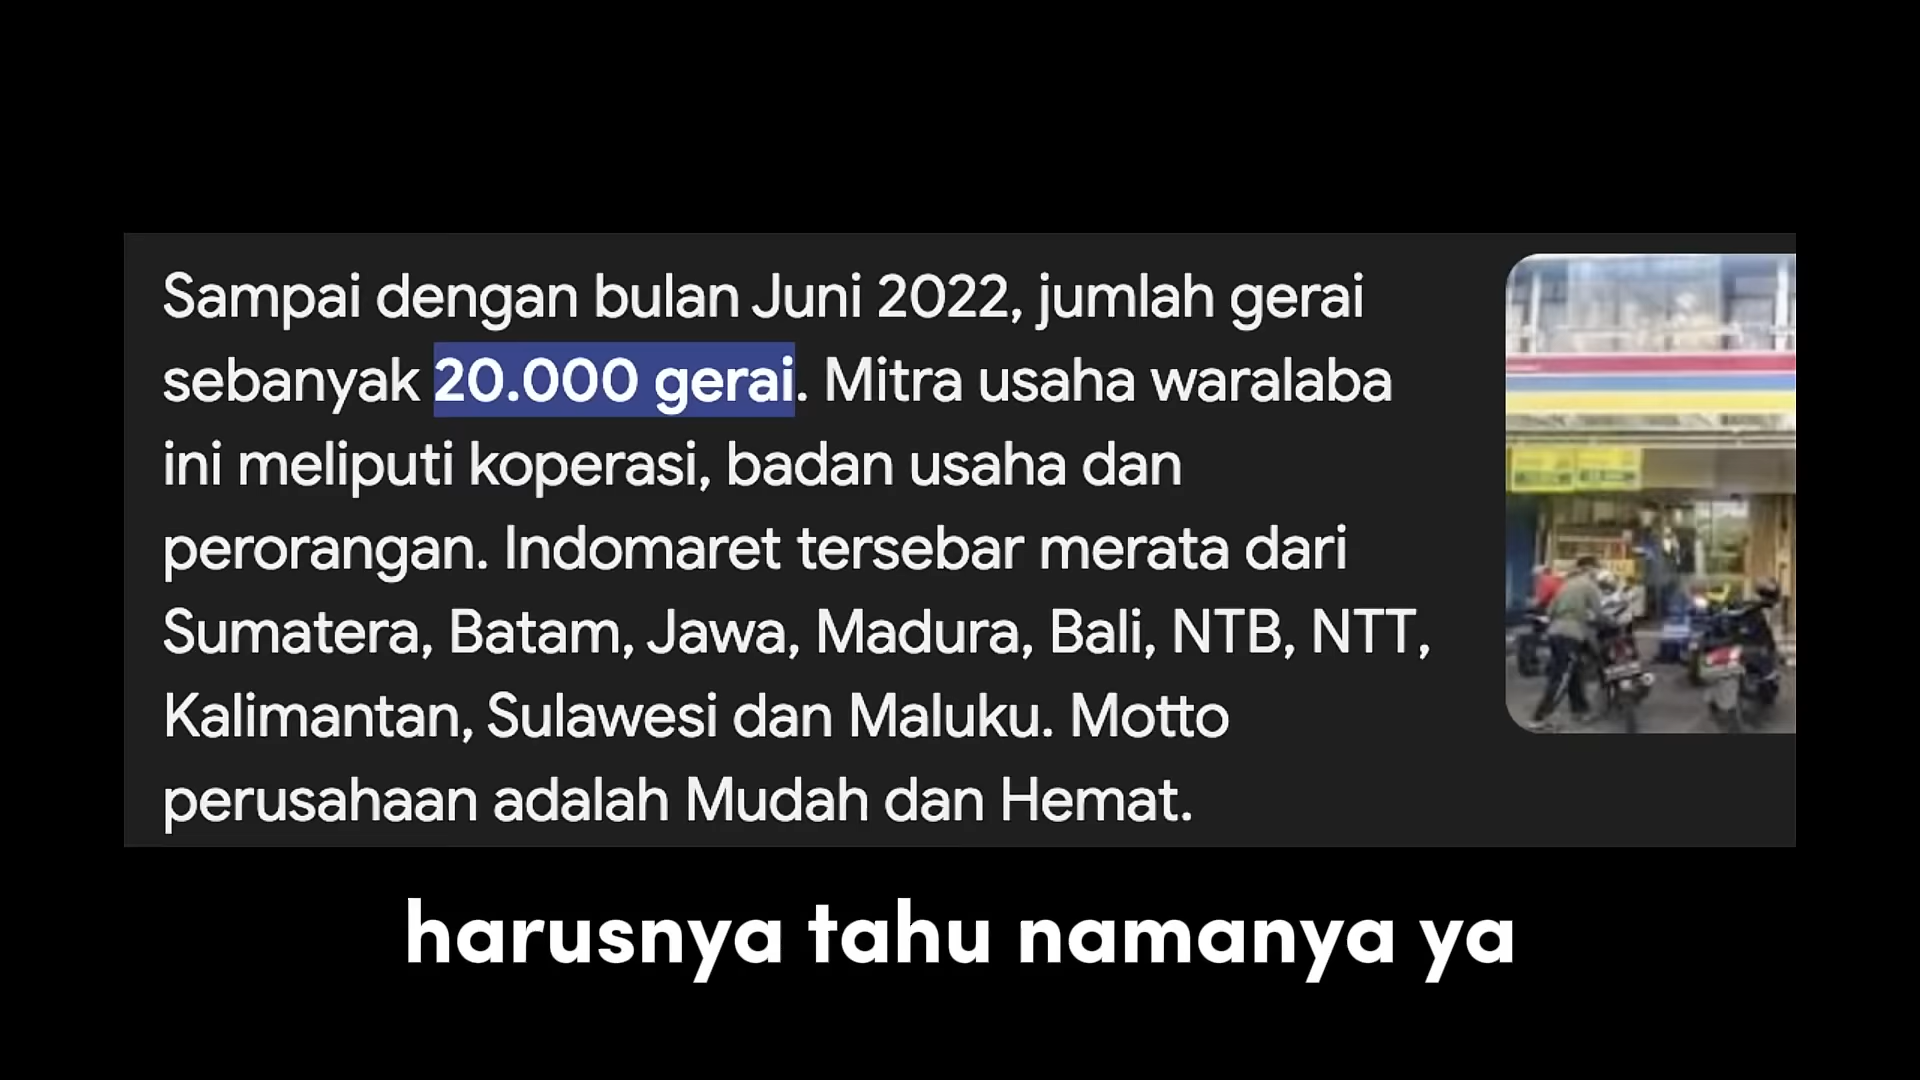 Sampai dengan bulan Juni 2022, jumlah gerai
sebanyak 20.000 gerai. Mitra usaha waralaba
ini meliputi koperasi, badan usaha dan
perorangan. Indomaret tersebar merata dari
Sumatera, Batam, Jawa, Madura, Bali, NTB, NTT,
Kalimantan, Sulawesi dan Maluku. Motto
perusahaan adalah Mudah dan Hemat.
harusnya tahu namanya ya